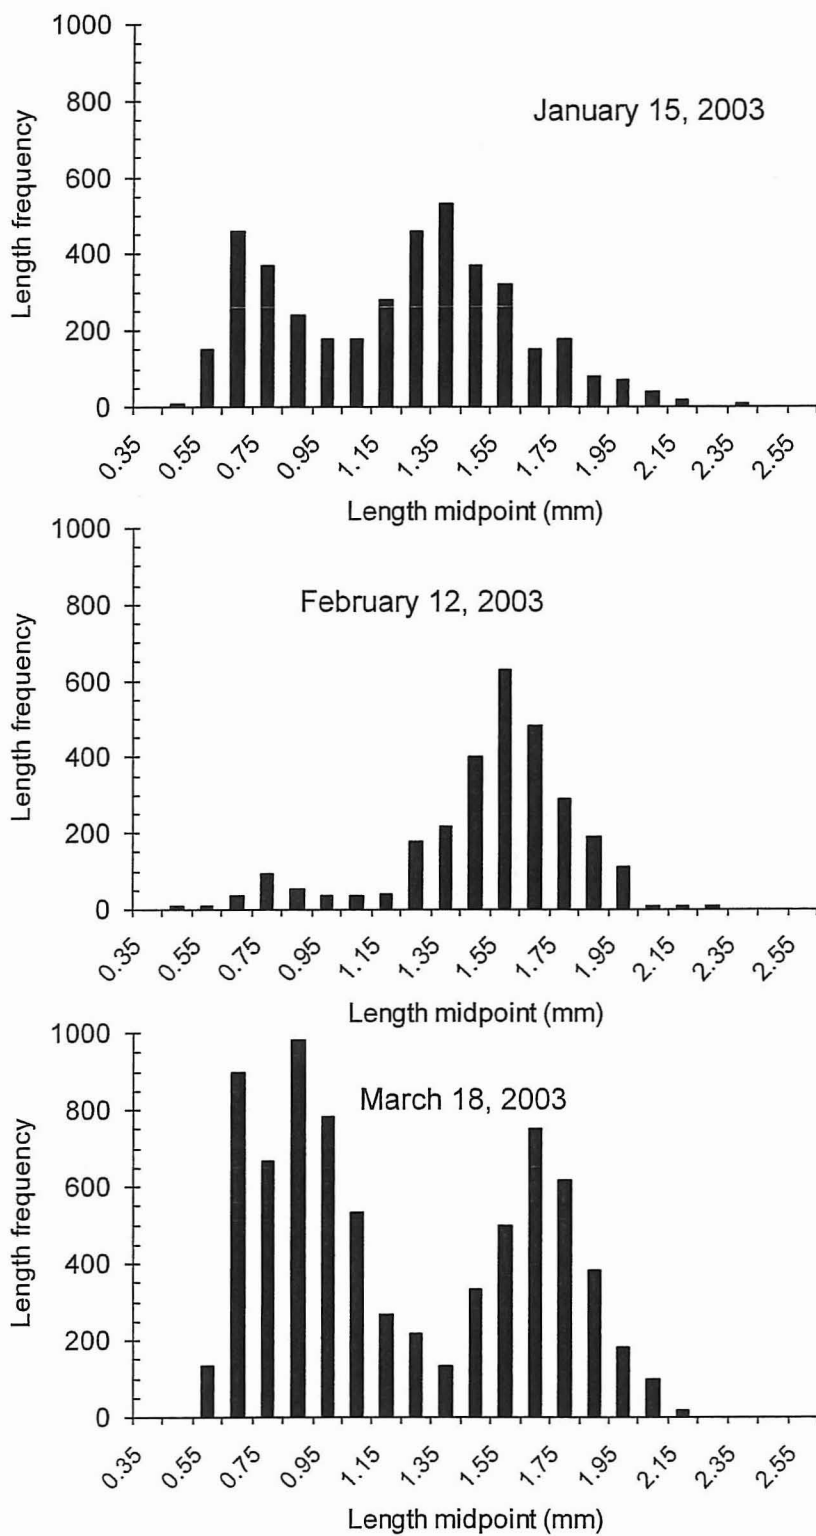 1000
800
600
400
200
0
Length frequency
January 15, 2003
0.35 0.55 0.75 0.95 1.15 1.35 1.55 1.75 1.95 2.15 2.35 2.55
Length midpoint (mm)
1000
800
600
400
200
0
Length frequency
February 12, 2003
0.35 0.55 0.75 0.95 1.15 1.35 1.55 1.75 1.95 2.15 2.35 2.55
Length midpoint (mm)
1000
800
600
400
200
0
Length frequency
March 18, 2003
0.35 0.55 0.75 0.95 1.15 1.35 1.55 1.75 1.95 2.15 2.35 2.55
Length midpoint (mm)